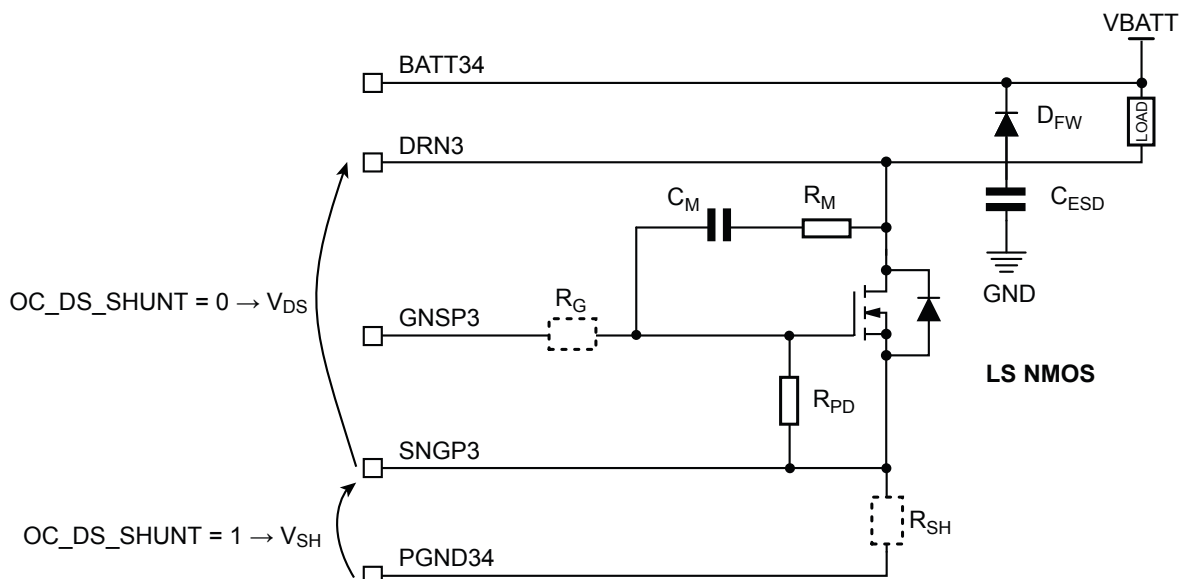 VBATT
BATT34
D_FW
LOAD
DRN3
C_M
R_M
C_ESD
OC_DS_SHUNT = 0 → V_DS
R_G
GNSP3
GND
LS NMOS
R_PD
SNGP3
R_SH
OC_DS_SHUNT = 1 → V_SH
PGND34